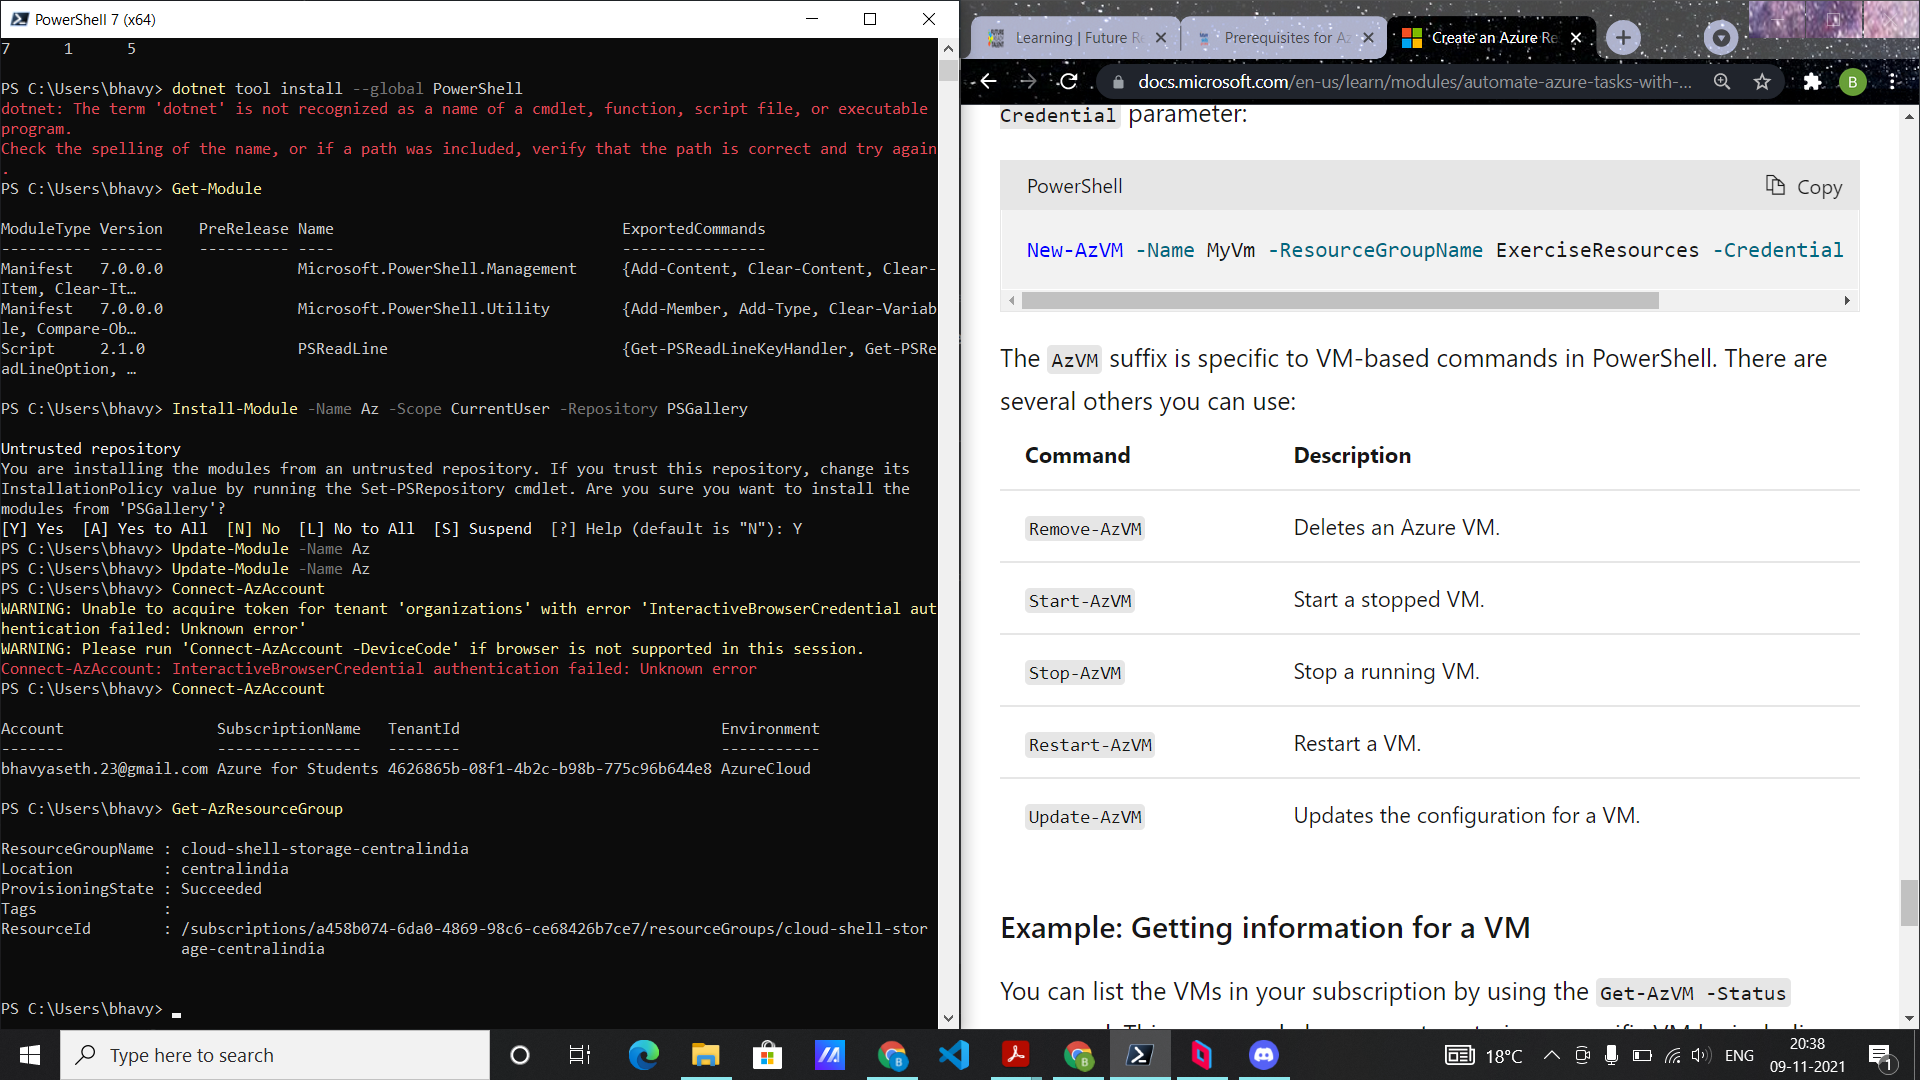 PowerShell 7 (x64)
7 1 5
PS C:\Users\bhavy> dotnet tool install --global PowerShell
dotnet: The term 'dotnet' is not recognized as a name of a cmdlet, function, script file, or executable
program.
Check the spelling of the name, or if a path was included, verify that the path is correct and try again
.
PS C:\Users\bhavy> Get-Module
ModuleType Version PreRelease Name ExportedCommands
---------- ------- ---------- ---- ----------------
Manifest 7.0.0.0 Microsoft.PowerShell.Management {Add-Content, Clear-Content, Clear-
Item, Clear-It…
Manifest 7.0.0.0 Microsoft.PowerShell.Utility {Add-Member, Add-Type, Clear-Variab
le, Compare-Ob…
Script 2.1.0 PSReadLine {Get-PSReadLineKeyHandler, Get-PSRe
adLineOption, …
PS C:\Users\bhavy> Install-Module -Name Az -Scope CurrentUser -Repository PSGallery
Untrusted repository
You are installing the modules from an untrusted repository. If you trust this repository, change its
InstallationPolicy value by running the Set-PSRepository cmdlet. Are you sure you want to install the
modules from 'PSGallery'?
[Y] Yes [A] Yes to All [N] No [L] No to All [S] Suspend [?] Help (default is "N"): Y
PS C:\Users\bhavy> Update-Module -Name Az
PS C:\Users\bhavy> Update-Module -Name Az
PS C:\Users\bhavy> Connect-AzAccount
WARNING: Unable to acquire token for tenant 'organizations' with error 'InteractiveBrowserCredential aut
hentication failed: Unknown error'
WARNING: Please run 'Connect-AzAccount -DeviceCode' if browser is not supported in this session.
Connect-AzAccount: InteractiveBrowserCredential authentication failed: Unknown error
PS C:\Users\bhavy> Connect-AzAccount
Account SubscriptionName TenantId Environment
------- ---------------- -------- -----------
bhavyaseth.23@gmail.com Azure for Students 4626865b-08f1-4b2c-b98b-775c96b644e8 AzureCloud
PS C:\Users\bhavy> Get-AzResourceGroup
ResourceGroupName : cloud-shell-storage-centralindia
Location : centralindia
ProvisioningState : Succeeded
Tags :
ResourceId : /subscriptions/a458b074-6da0-4869-98c6-ce68426b7ce7/resourceGroups/cloud-shell-stor
age-centralindia
PS C:\Users\bhavy>
Learning | Future Re
Prerequisites for Az
Create an Azure Re
docs.microsoft.com/en-us/learn/modules/automate-azure-tasks-with-...
B
Credential parameter:
PowerShell
Copy
New-AzVM -Name MyVm -ResourceGroupName ExerciseResources -Credential
The AzVM suffix is specific to VM-based commands in PowerShell. There are
several others you can use:
Command Description
Remove-AzVM Deletes an Azure VM.
Start-AzVM Start a stopped VM.
Stop-AzVM Stop a running VM.
Restart-AzVM Restart a VM.
Update-AzVM Updates the configuration for a VM.
Example: Getting information for a VM
You can list the VMs in your subscription by using the Get-AzVM -Status
Type here to search
18°C
ENG
20:38
09-11-2021
1